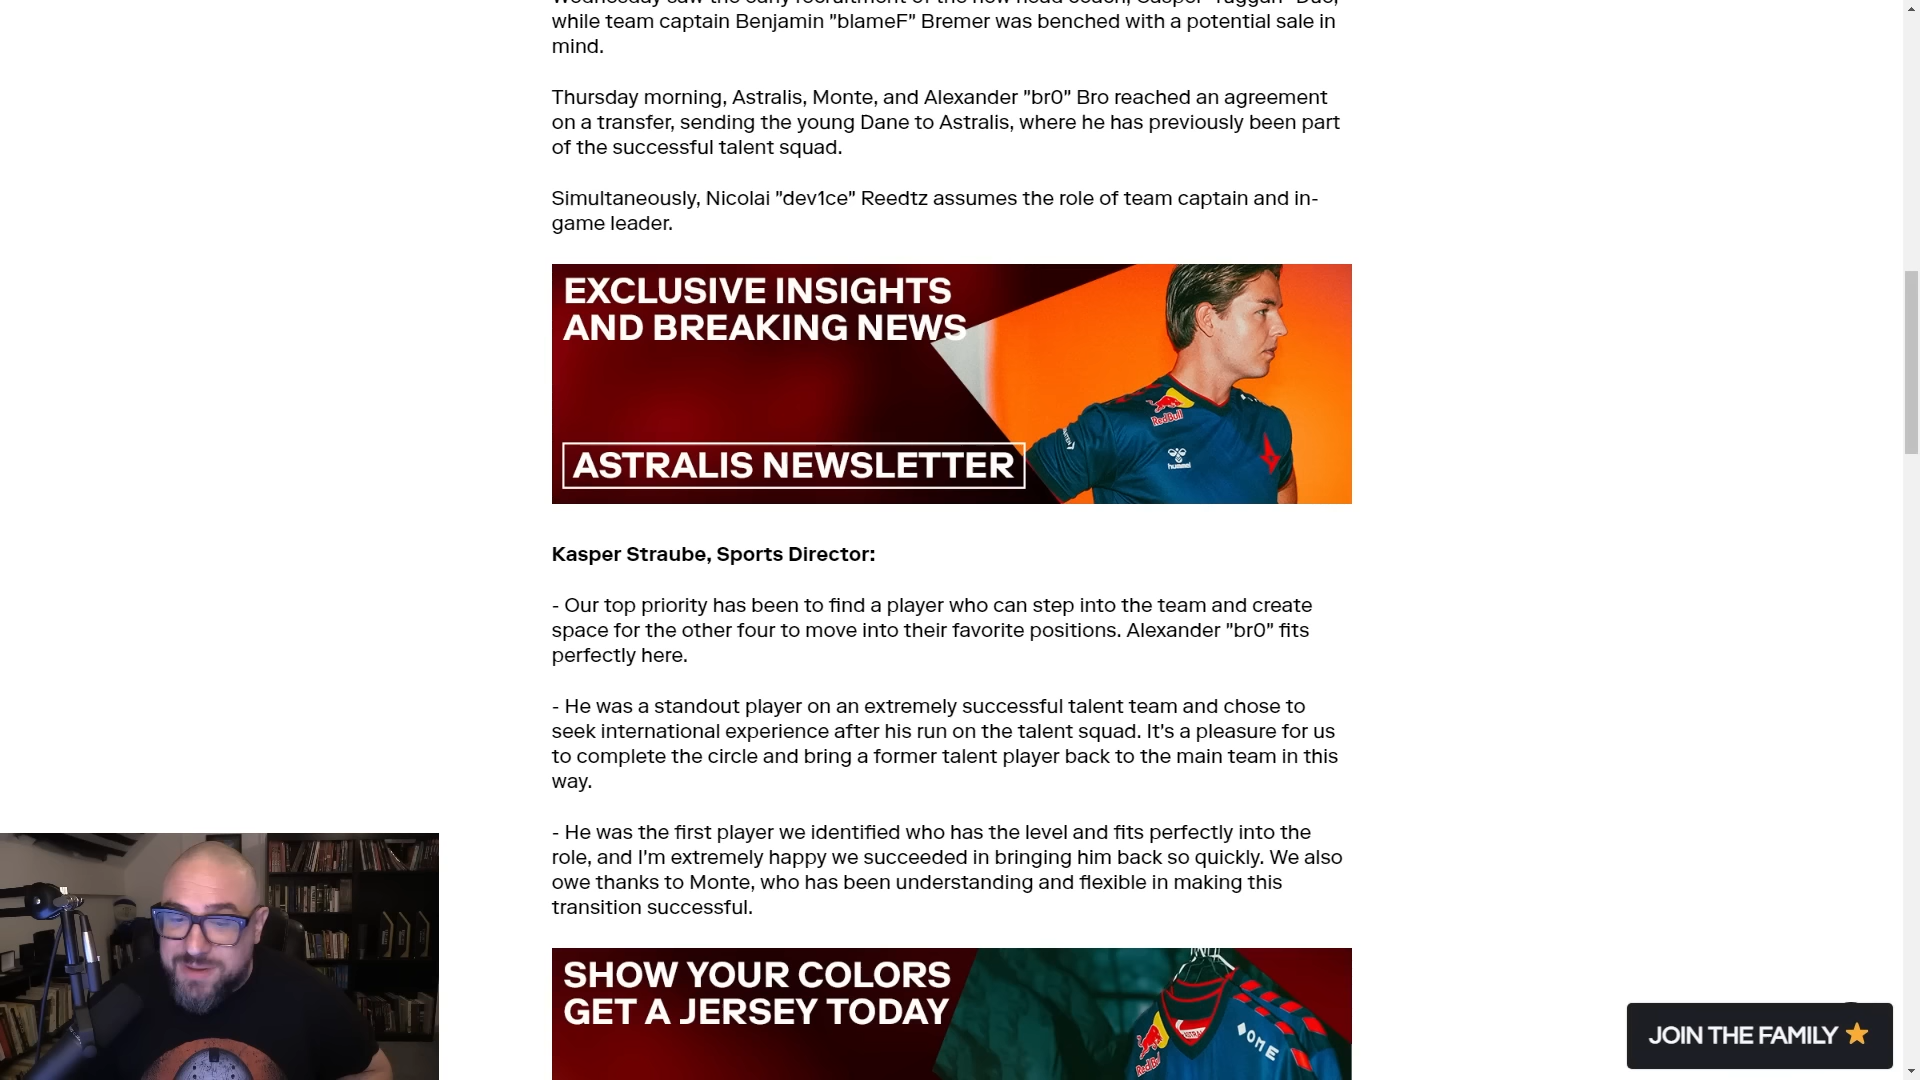 while team captain Benjamin "blameF" Bremer was benched with a potential sale in
mind.
Thursday morning, Astralis, Monte, and Alexander "br0" Bro reached an agreement
on a transfer, sending the young Dane to Astralis, where he has previously been part
of the successful talent squad.
Simultaneously, Nicolai "dev1ce" Reedtz assumes the role of team captain and in-
game leader.
EXCLUSIVE INSIGHTS
AND BREAKING NEWS
RedBull
hummel
ASTRALIS NEWSLETTER
Kasper Straube, Sports Director:
- Our top priority has been to find a player who can step into the team and create
space for the other four to move into their favorite positions. Alexander "br0" fits
perfectly here.
- He was a standout player on an extremely successful talent team and chose to
seek international experience after his run on the talent squad. It's a pleasure for us
to complete the circle and bring a former talent player back to the main team in this
way.
- He was the first player we identified who has the level and fits perfectly into the
role, and I'm extremely happy we succeeded in bringing him back so quickly. We also
owe thanks to Monte, who has been understanding and flexible in making this
transition successful.
SHOW YOUR COLORS
GET A JERSEY TODAY
RedBull
JOIN THE FAMILY